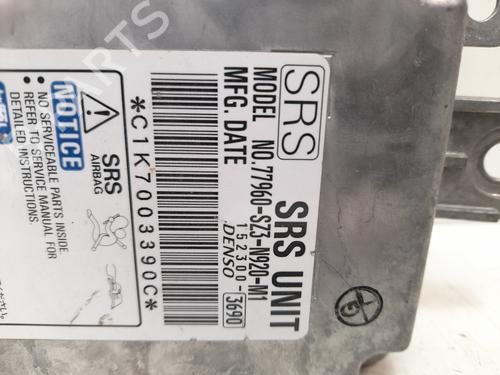 SRS
SRS UNIT
MODEL NO.77960-SZ3-N920-M1
MFG. DATE
152300-3690
DENSO
*C1K7003390C*
SRS
AIRBAG
NOTICE
• NO SERVICEABLE PARTS INSIDE.
• REFER TO SERVICE MANUAL FOR
DETAILED INSTRUCTIONS.
PARTS